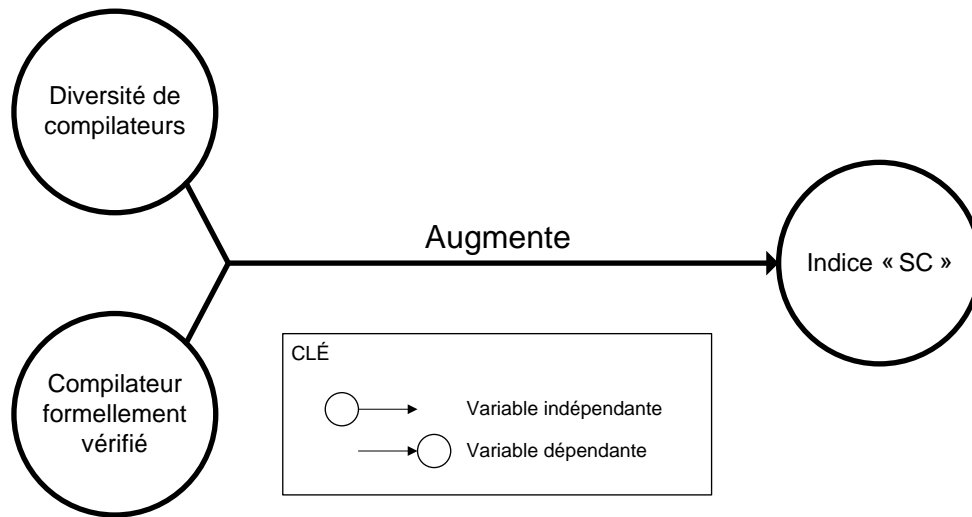 Diversité de
compilateurs
Augmente
Indice « SC »
Compilateur
formellement
vérifié
CLÉ
Variable indépendante
Variable dépendante